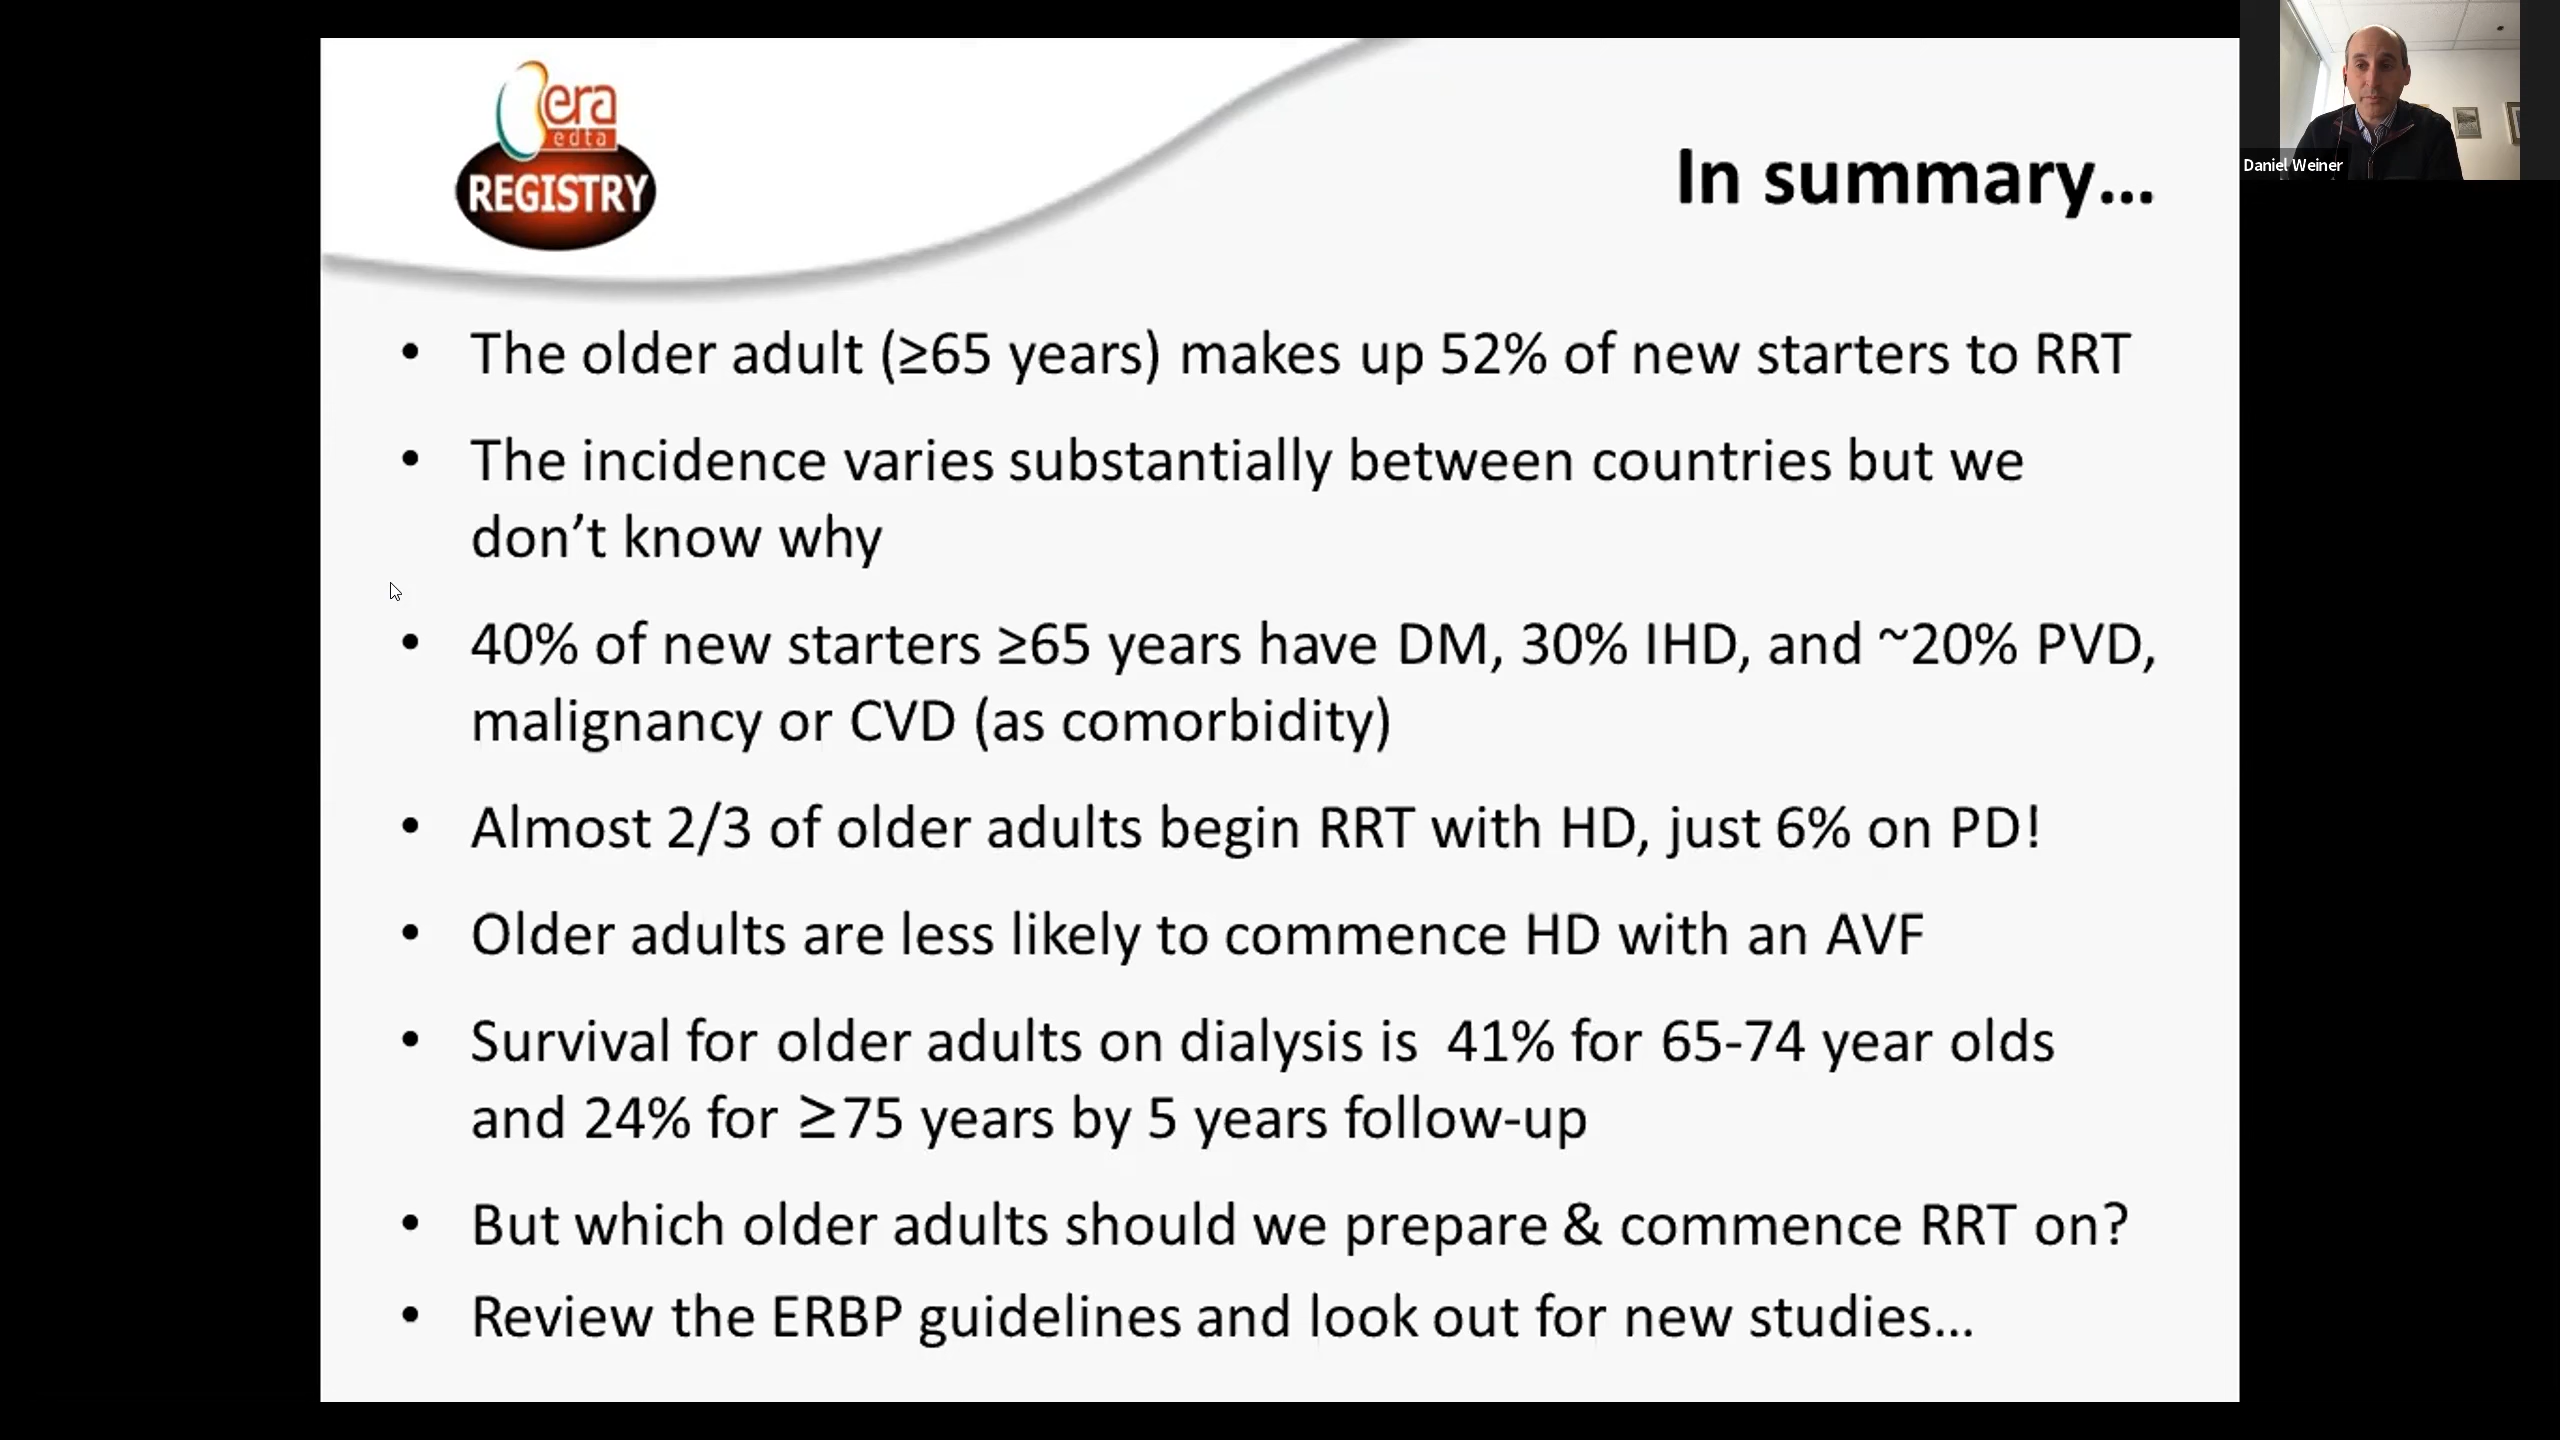 era
edta
REGISTRY
In summary...
Daniel Weiner
• The older adult (≥65 years) makes up 52% of new starters to RRT
• The incidence varies substantially between countries but we
don’t know why
• 40% of new starters ≥65 years have DM, 30% IHD, and ~20% PVD,
malignancy or CVD (as comorbidity)
• Almost 2/3 of older adults begin RRT with HD, just 6% on PD!
• Older adults are less likely to commence HD with an AVF
• Survival for older adults on dialysis is  41% for 65-74 year olds
and 24% for ≥75 years by 5 years follow-up
• But which older adults should we prepare & commence RRT on?
• Review the ERBP guidelines and look out for new studies...